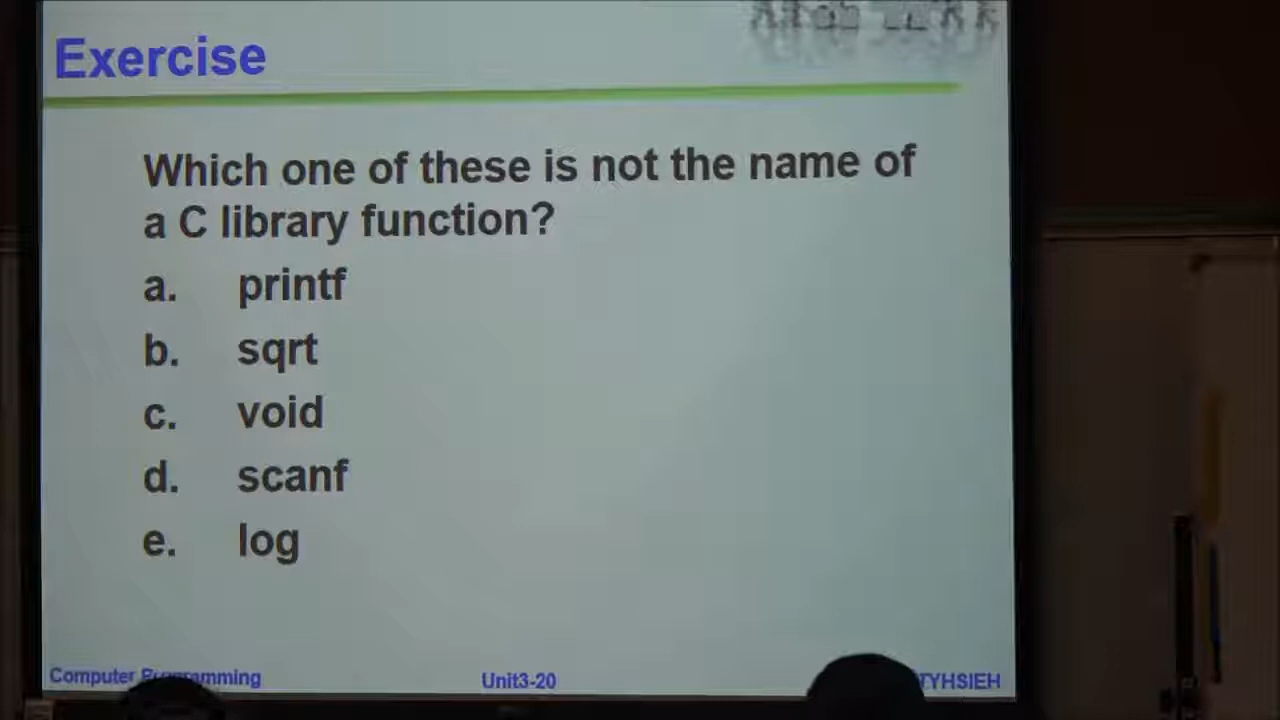 Exercise
Which one of these is not the name of
a C library function?
a. printf
b. sqrt
c. void
d. scanf
e. log
Computer Programming Unit3-20 TYHSIEH